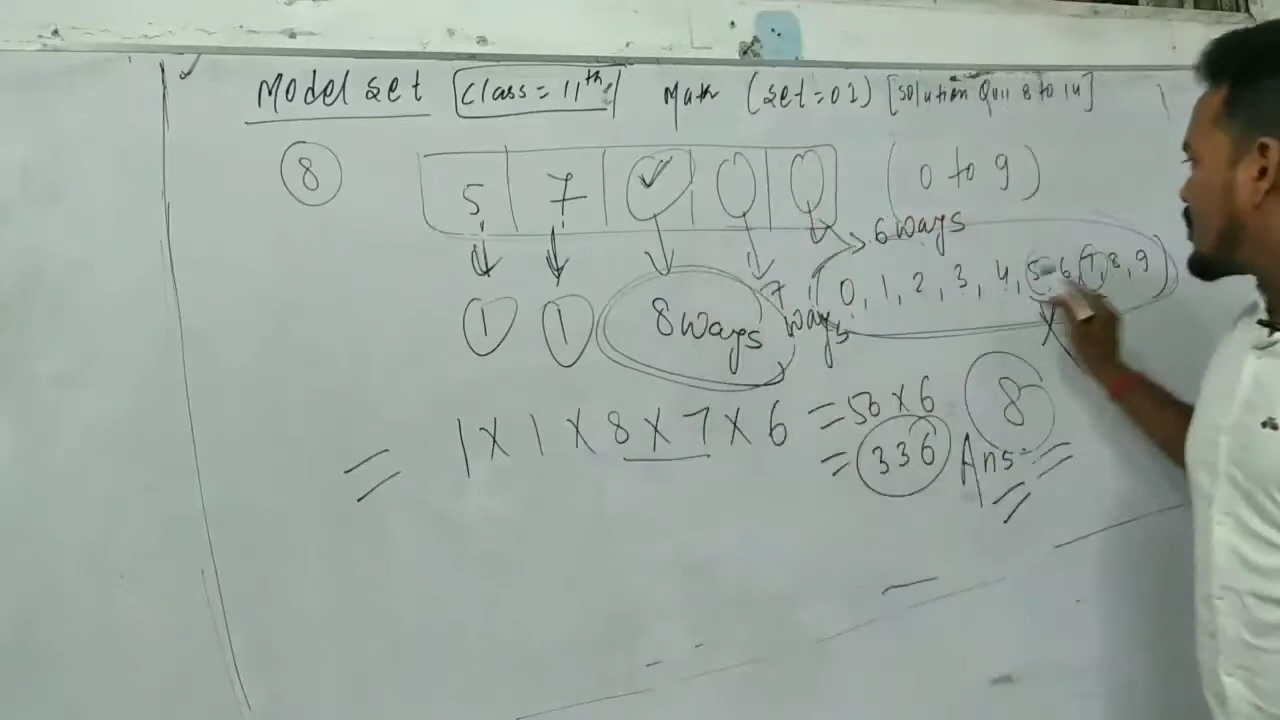 Model set class = 11th Math (set=01) [solution Q.N. 8 to 14]
8 5 7 ✓ (0 to 9)
6 ways
0, 1, 2, 3, 4, 5, 6, 7, 8, 9
1 1 8 ways 7 ways
= 1 X 1 X 8 X 7 X 6 = 56 X 6 8
= 336 Ans